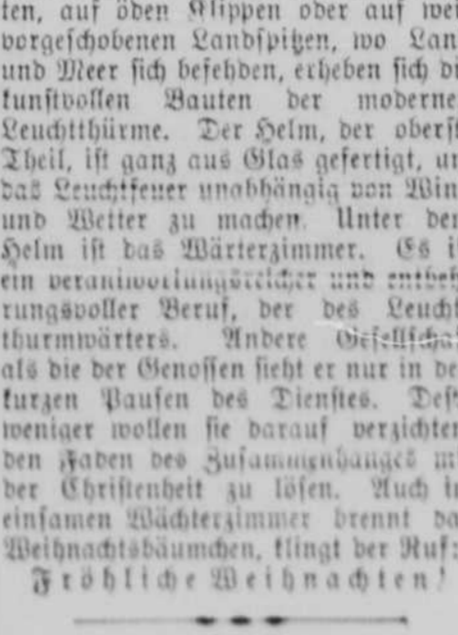 ten, auf öden Klippen oder auf wei
vorgeschobenen Landspitzen, wo Lan
und Meer sich befehden, erheben sich di
kunstvollen Bauten der moderne
Leuchtthürme. Der Helm, der oberst
Theil, ist ganz aus Glas gefertigt, un
das Leuchtfeuer unabhängig von Win
und Wetter zu machen. Unter dem
Helm ist das Wärterzimmer. Es i
ein verantwortungsreicher und entbeh
rungsvoller Beruf, der des Leucht
thurmwärters. Andere Gesellschaf
als die der Genossen sieht er nur in de
kurzen Pausen des Dienstes. Dest
weniger wollen sie darauf verzichten
den Faden des Zusammenhanges mi
der Christenheit zu lösen. Auch i
einsamen Wächterzimmer brennt da
Weihnachtsbäumchen, klingt der Ruf:
Fröhliche Weihnachten!